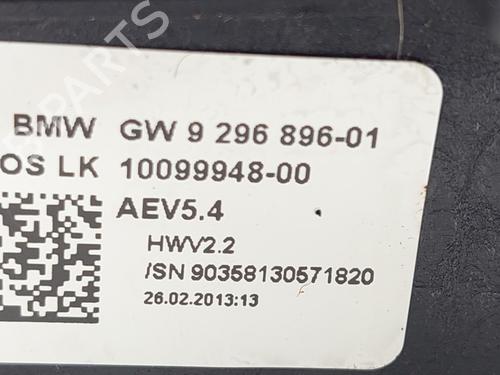 BMW GW 9 296 896-01
OS LK 10099948-00
AEV5.4
HWV2.2
/SN 90358130571820
26.02.2013:13